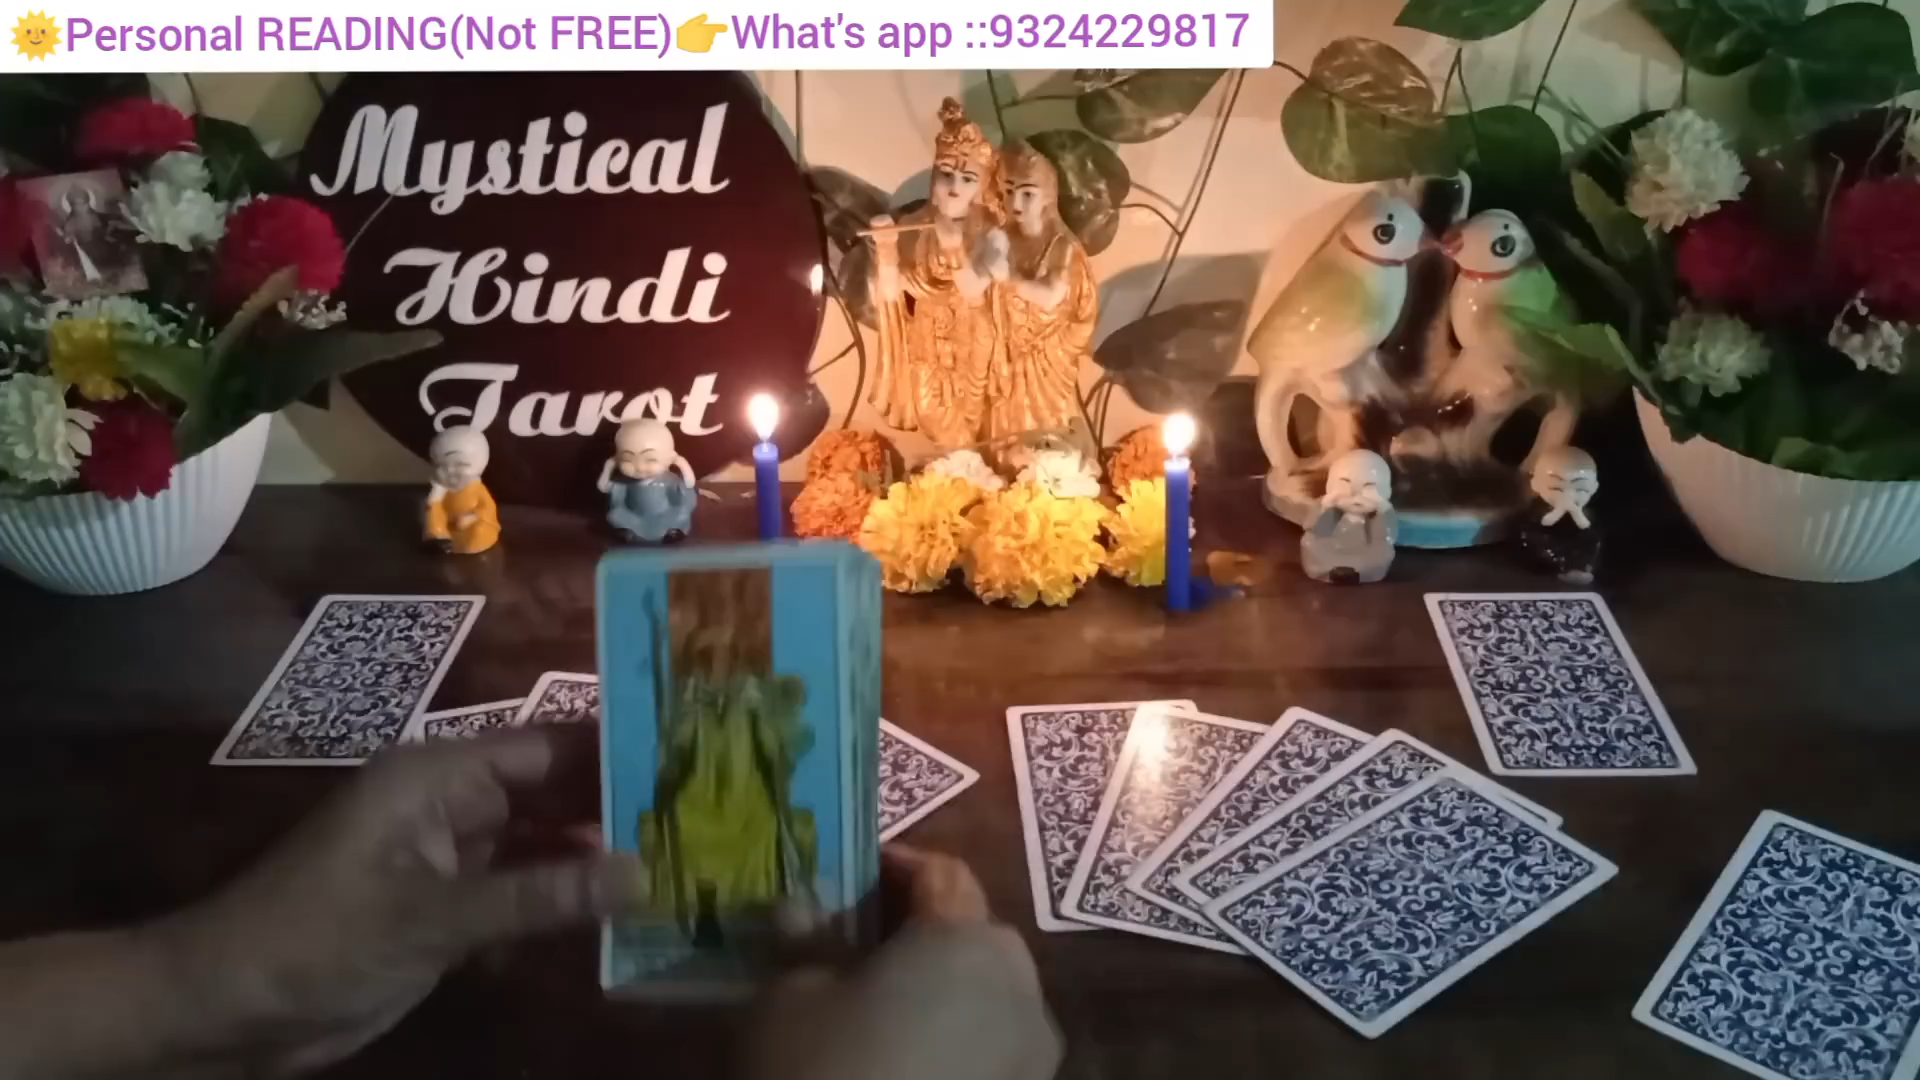 🌞Personal READING(Not FREE)👉What's app ::9324229817
Mystical
Hindi
Tarot